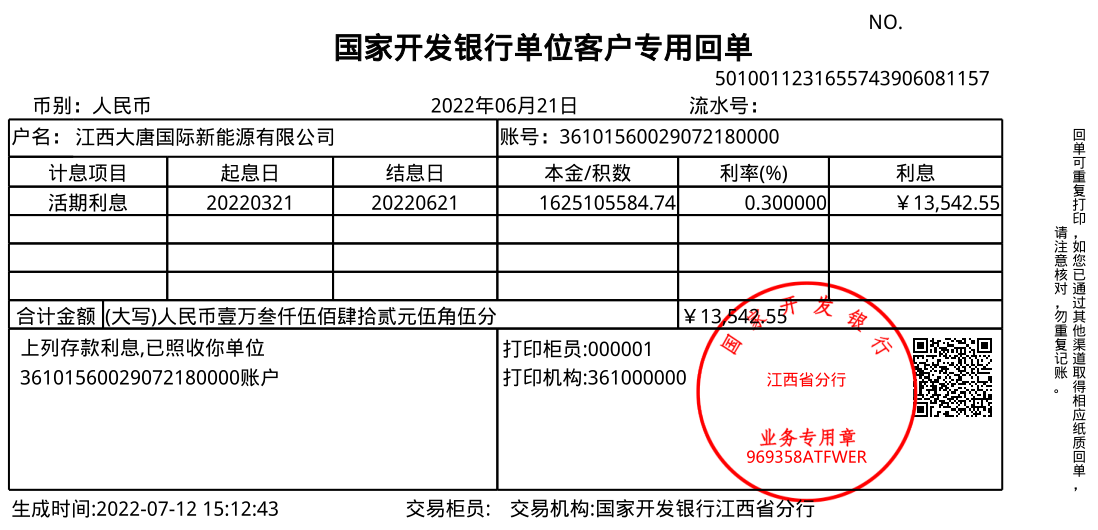 NO.
国家开发银行单位客户专用回单
5010011231655743906081157
币别：人民币 2022年06月21日 流水号：
户名： 江西大唐国际新能源有限公司 账号：36101560029072180000
计息项目 起息日 结息日 本金/积数 利率(%) 利息
活期利息 20220321 20220621 1625105584.74 0.300000 ￥13,542.55
合计金额 (大写)人民币壹万叁仟伍佰肆拾贰元伍角伍分 ￥13,542.55
上列存款利息,已照收你单位
36101560029072180000账户
打印柜员:000001
打印机构:361000000
国家开发银行
江西省分行
业务专用章
969358ATFWER
生成时间:2022-07-12 15:12:43 交易柜员： 交易机构:国家开发银行江西省分行
回单可重复打印，如您已通过其他渠道取得相应纸质回单，
请注意核对，勿重复记账。